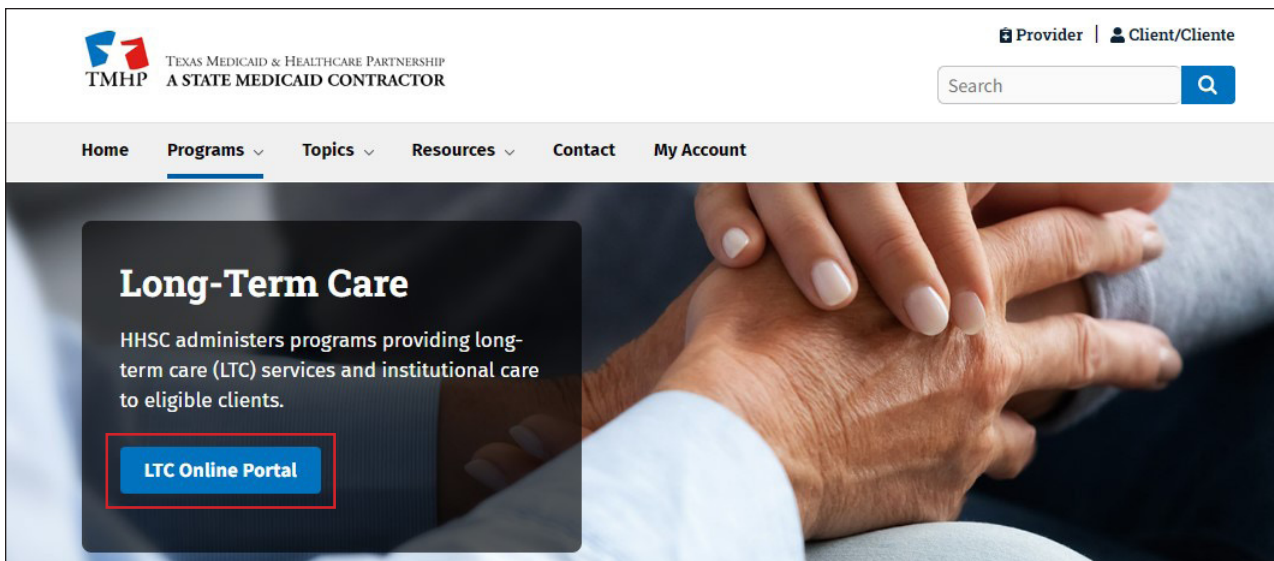 Provider | Client/Cliente
TMHP
TEXAS MEDICAID & HEALTHCARE PARTNERSHIP
A STATE MEDICAID CONTRACTOR
Search
Home Programs Topics Resources Contact My Account
Long-Term Care
HHSC administers programs providing long-
term care (LTC) services and institutional care
to eligible clients.
LTC Online Portal